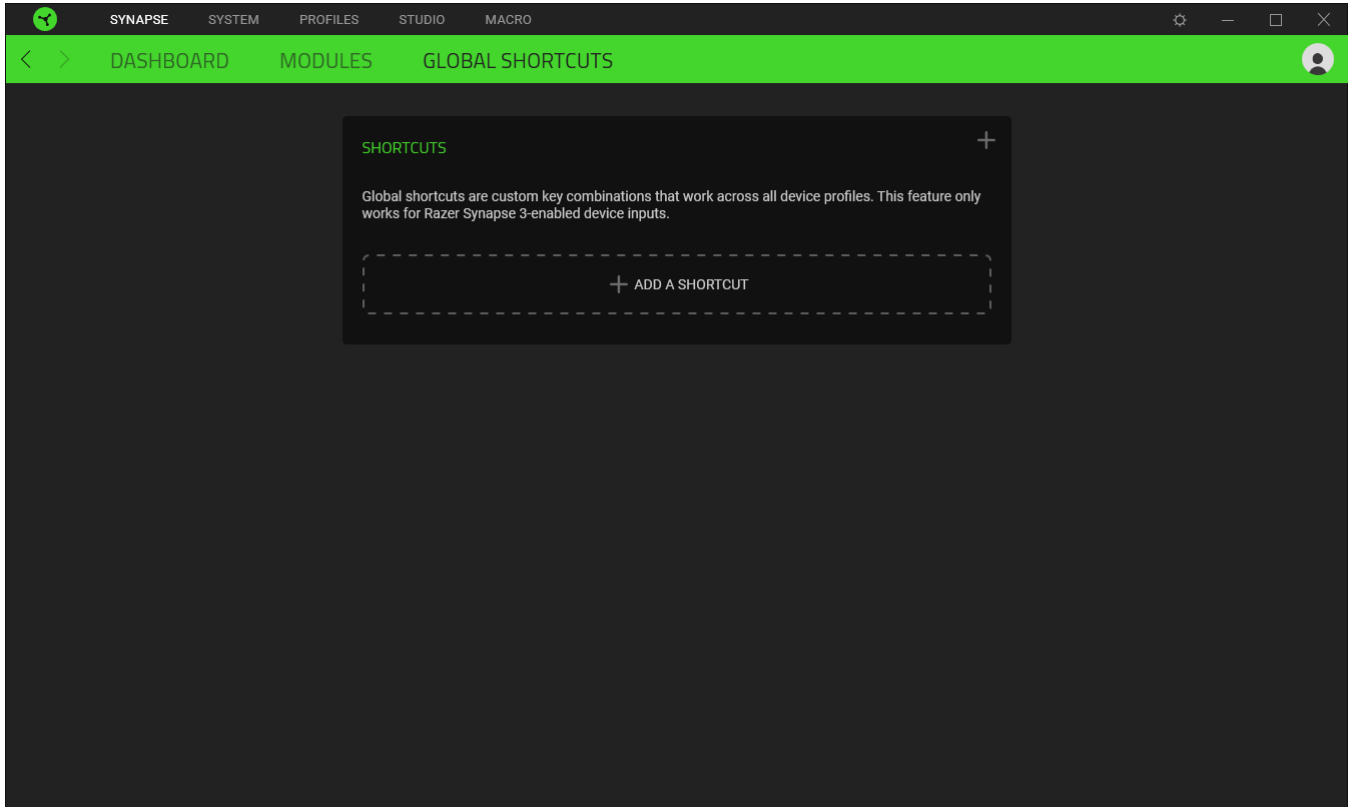 SYNAPSE SYSTEM PROFILES STUDIO MACRO
DASHBOARD MODULES GLOBAL SHORTCUTS
SHORTCUTS
Global shortcuts are custom key combinations that work across all device profiles. This feature only
works for Razer Synapse 3-enabled device inputs.
ADD A SHORTCUT